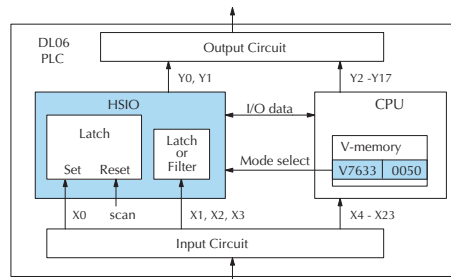 DL06
PLC
Output Circuit
Y0, Y1
Y2 -Y17
HSIO
I/O data
CPU
Latch
Latch
or
Filter
V-memory
Set
Reset
Mode select
V7633
0050
X0
scan
X1, X2, X3
X4 - X23
Input Circuit